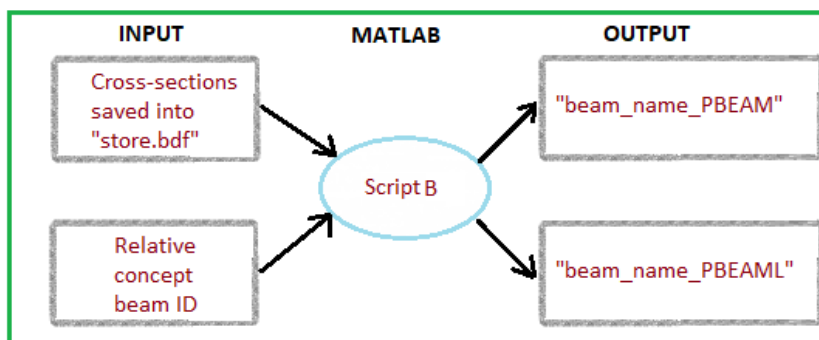 INPUT
MATLAB
OUTPUT
Cross-sections
saved into
"store.bdf"
"beam_name_PBEAM"
Script B
Relative
concept
beam ID
"beam_name_PBEAML"